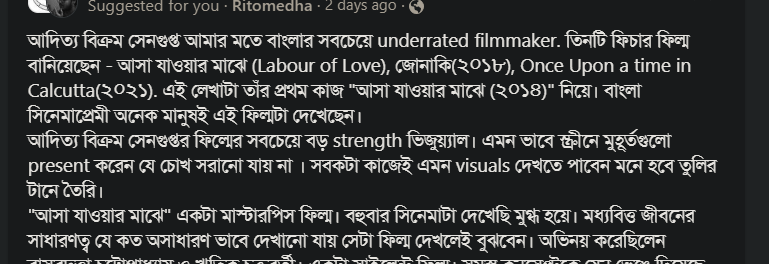 Suggested for you · Ritomedha · 2 days ago ·
আদিত্য বিক্রম সেনগুপ্ত আমার মতে বাংলার সবচেয়ে underrated filmmaker. তিনটি ফিচার ফিল্ম
বানিয়েছেন - আসা যাওয়ার মাঝে (Labour of Love), জোনাকি(২০১৮), Once Upon a time in
Calcutta(২০২১). এই লেখাটা তাঁর প্রথম কাজ "আসা যাওয়ার মাঝে (২০১৪)" নিয়ে। বাংলা
সিনেমাপ্রেমী অনেক মানুষই এই ফিল্মটা দেখেছেন।
আদিত্য বিক্রম সেনগুপ্তর ফিল্মের সবচেয়ে বড় strength ভিজুয়্যাল। এমন ভাবে স্ক্রীনে মুহূর্তগুলো
present করেন যে চোখ সরানো যায় না । সবকটা কাজেই এমন visuals দেখতে পাবেন মনে হবে তুলির
টানে তৈরি।
"আসা যাওয়ার মাঝে" একটা মাস্টারপিস ফিল্ম। বহুবার সিনেমাটা দেখেছি মুগ্ধ হয়ে। মধ্যবিত্ত জীবনের
সাধারণত্ব যে কত অসাধারণ ভাবে দেখানো যায় সেটা ফিল্ম দেখলেই বুঝবেন। অভিনয় করেছিলেন